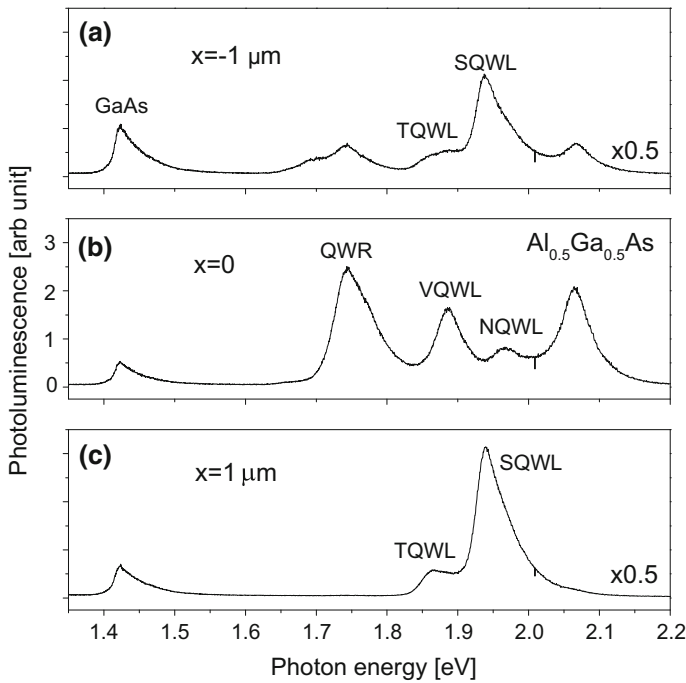 (a)
x=-1 µm
GaAs
SQWL
TQWL
x0.5
(b)
x=0
QWR
VQWL
NQWL
Al0.5Ga0.5As
3
2
1
0
Photoluminescence [arb unit]
(c)
x=1 µm
SQWL
TQWL
x0.5
1.4 1.5 1.6 1.7 1.8 1.9 2.0 2.1 2.2
Photon energy [eV]